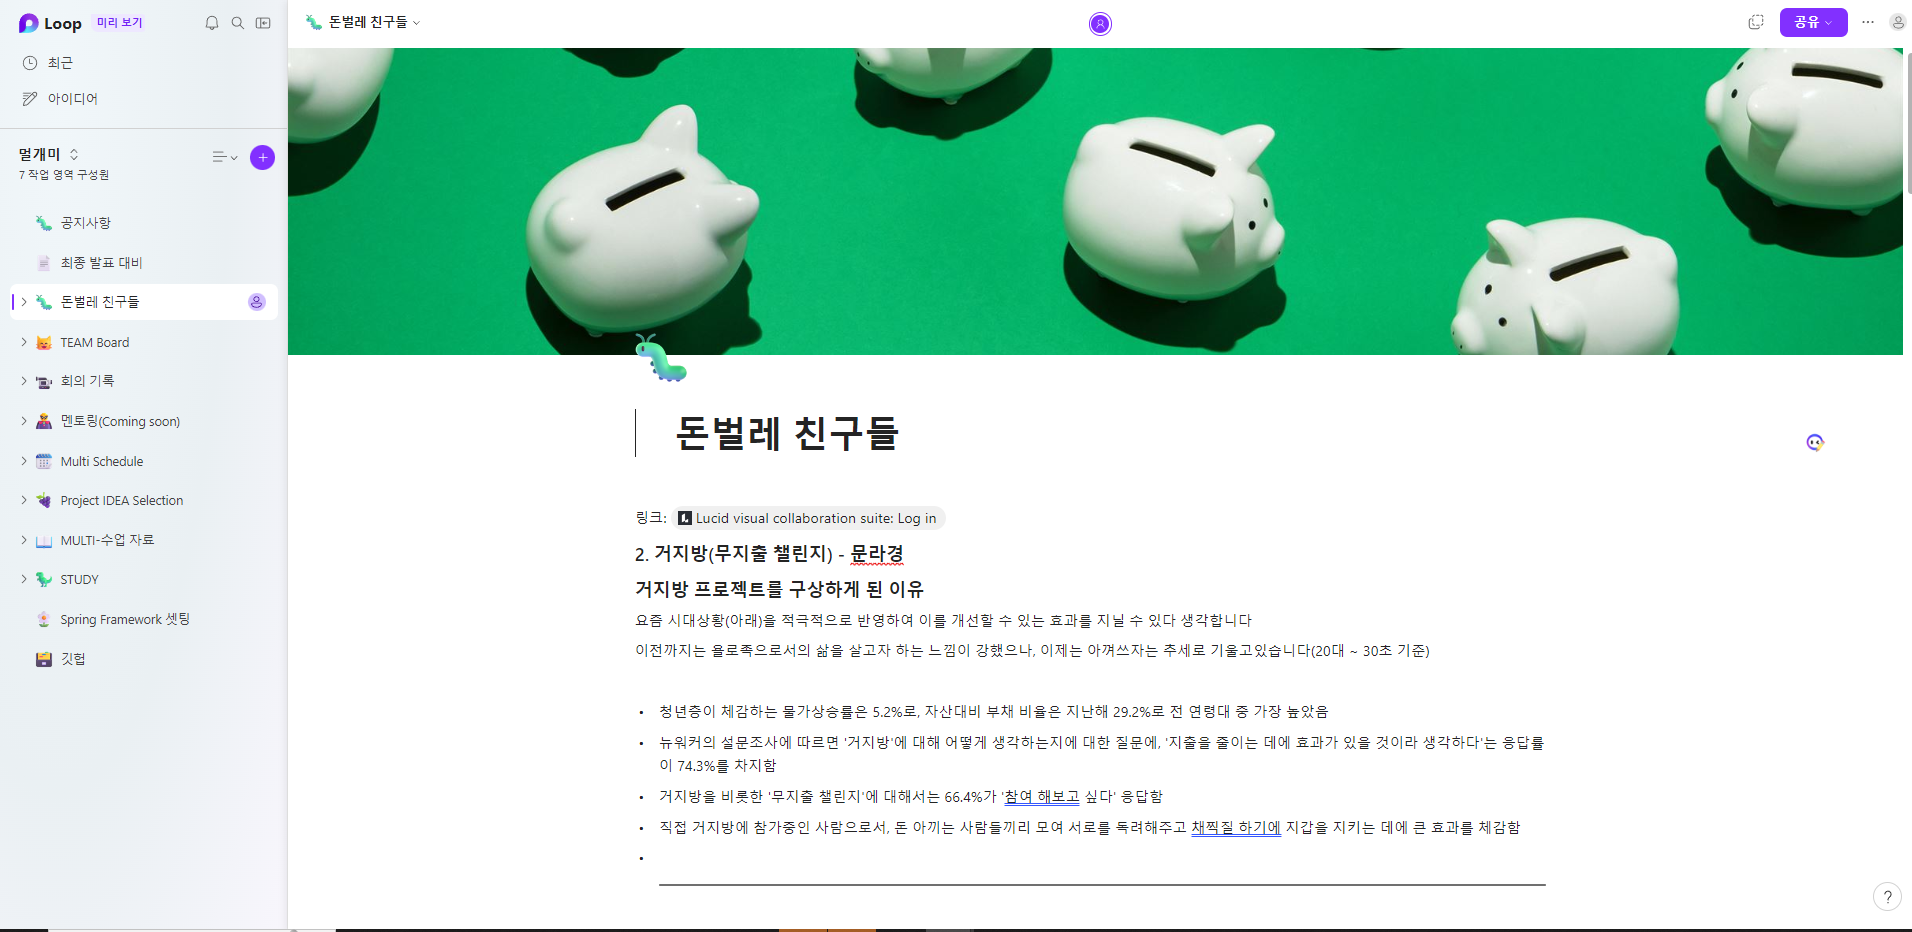 Loop 미리 보기
최근
아이디어
멀개미
7 작업 영역 구성원
공지사항
최종 발표 대비
돈벌레 친구들
TEAM Board
회의 기록
멘토링(Coming soon)
Multi Schedule
Project IDEA Selection
MULTI-수업 자료
STUDY
Spring Framework 셋팅
깃헙
돈벌레 친구들
공유
돈벌레 친구들
링크: Lucid visual collaboration suite: Log in
2. 거지방(무지출 챌린지) - 문라경
거지방 프로젝트를 구상하게 된 이유
요즘 시대상황(아래)을 적극적으로 반영하여 이를 개선할 수 있는 효과를 지닐 수 있다 생각합니다
이전까지는 욜로족으로서의 삶을 살고자 하는 느낌이 강했으나, 이제는 아껴쓰자는 추세로 기울고있습니다(20대 ~ 30초 기준)
• 청년층이 체감하는 물가상승률은 5.2%로, 자산대비 부채 비율은 지난해 29.2%로 전 연령대 중 가장 높았음
• 뉴워커의 설문조사에 따르면 '거지방'에 대해 어떻게 생각하는지에 대한 질문에, '지출을 줄이는 데에 효과가 있을 것이라 생각하다'는 응답률
이 74.3%를 차지함
• 거지방을 비롯한 '무지출 챌린지'에 대해서는 66.4%가 '참여 해보고 싶다' 응답함
• 직접 거지방에 참가중인 사람으로서, 돈 아끼는 사람들끼리 모여 서로를 독려해주고 채찍질 하기에 지갑을 지키는 데에 큰 효과를 체감함
•
?